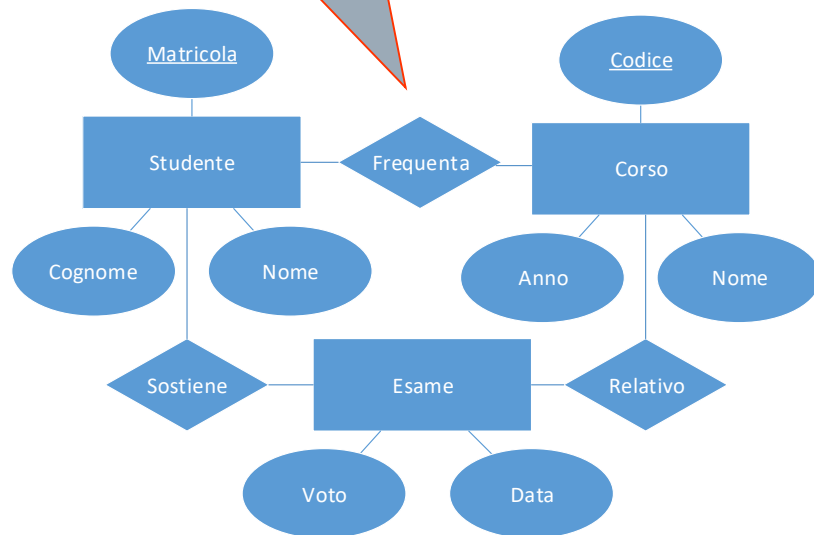 Matricola
Codice
Studente
Frequenta
Corso
Cognome
Nome
Anno
Nome
Sostiene
Esame
Relativo
Voto
Data